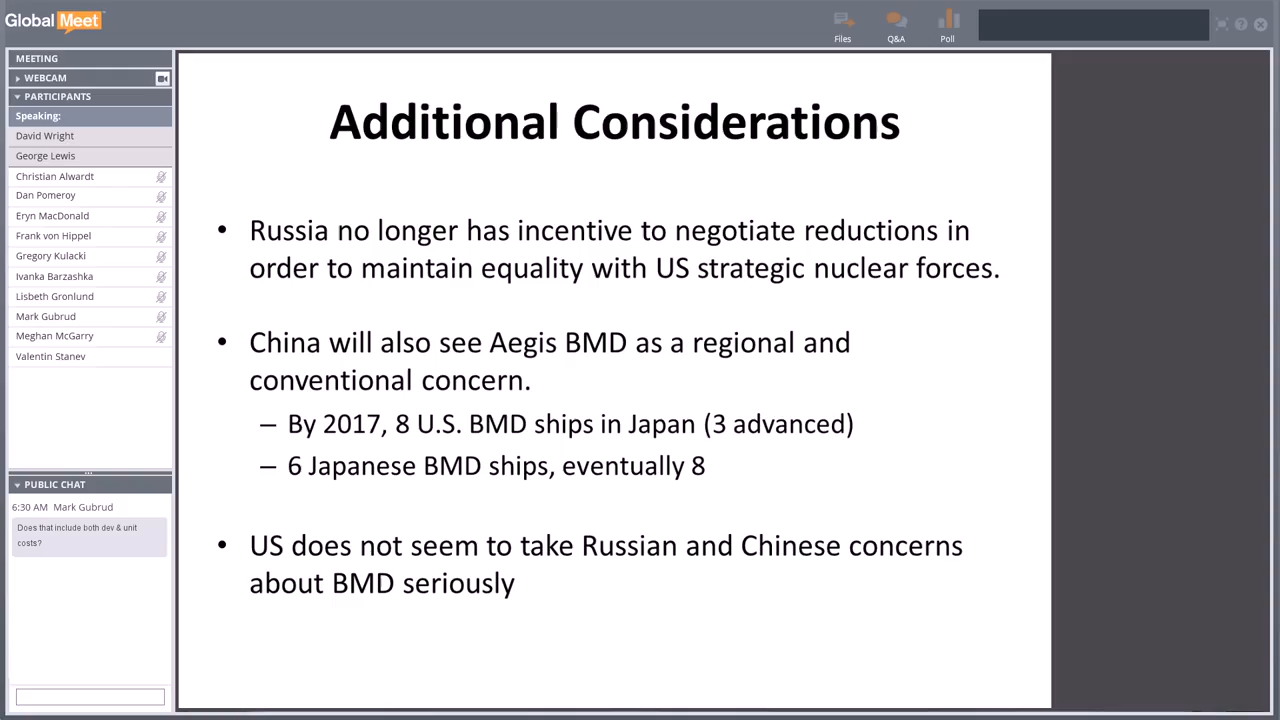 Global Meet
Files
Q&A
Poll
MEETING
WEBCAM
PARTICIPANTS
Speaking:
David Wright
George Lewis
Christian Alwardt
Dan Pomeroy
Eryn MacDonald
Frank von Hippel
Gregory Kulacki
Ivanka Barzashka
Lisbeth Gronlund
Mark Gubrud
Meghan McGarry
Valentin Stanev
PUBLIC CHAT
6:30 AM Mark Gubrud
Does that include both dev & unit
costs?
Additional Considerations
• Russia no longer has incentive to negotiate reductions in
order to maintain equality with US strategic nuclear forces.
• China will also see Aegis BMD as a regional and
conventional concern.
– By 2017, 8 U.S. BMD ships in Japan (3 advanced)
– 6 Japanese BMD ships, eventually 8
• US does not seem to take Russian and Chinese concerns
about BMD seriously